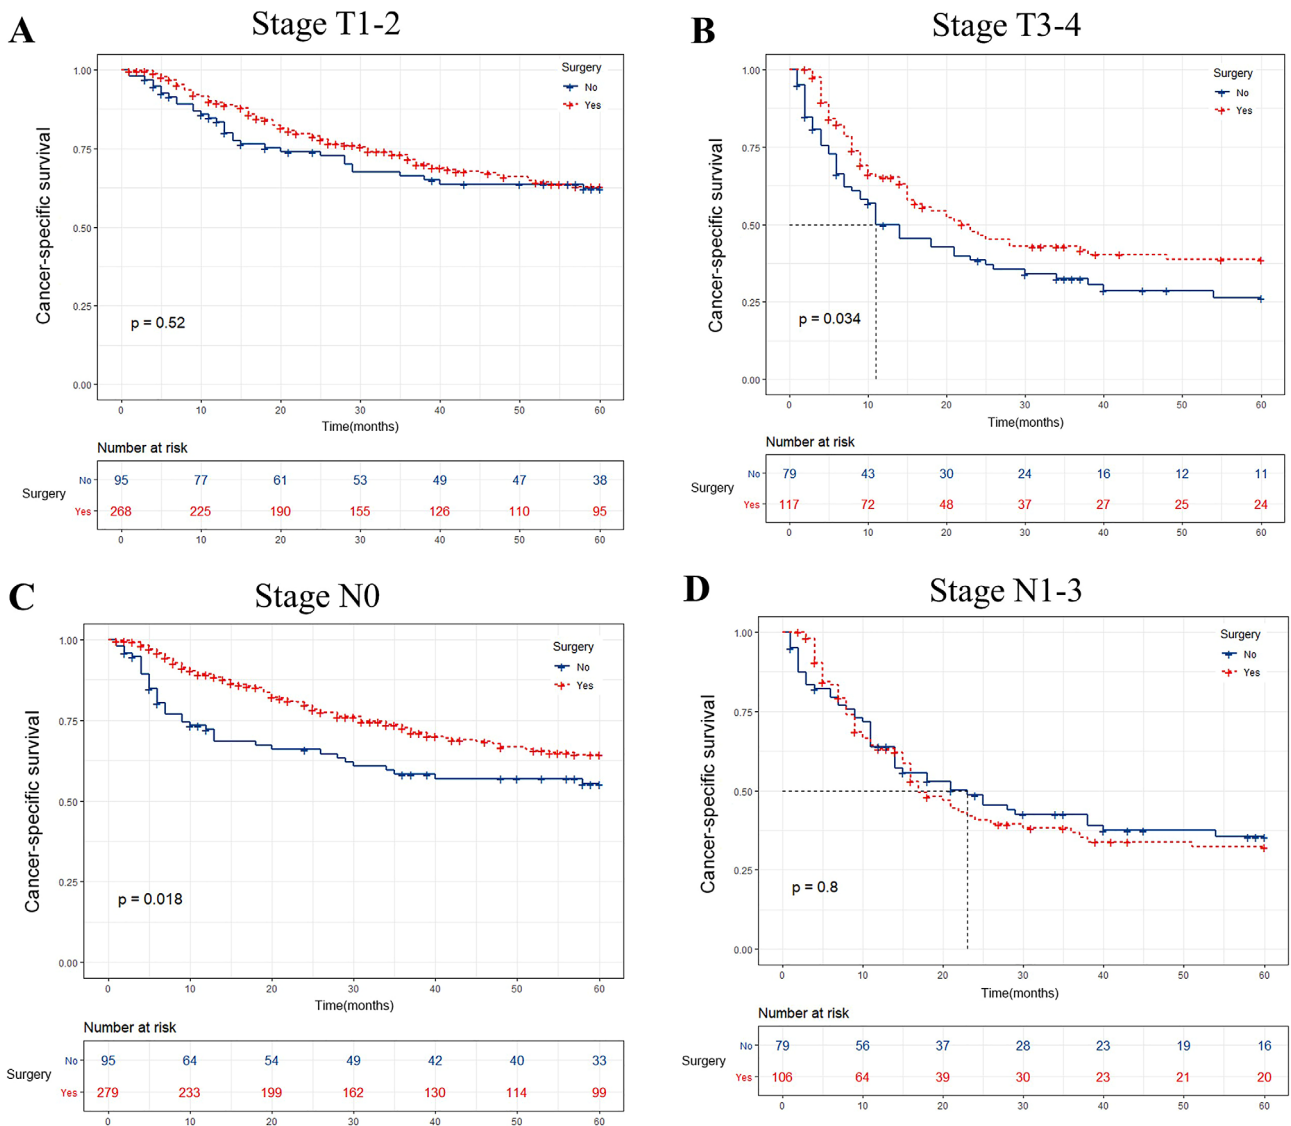 A
Stage T1-2
Cancer-specific survival
1.00
0.75
0.50
0.25
0.00
Surgery
No
Yes
p = 0.52
0 10 20 30 40 50 60
Time(months)
Number at risk
Surgery
No 95 77 61 53 49 47 38
Yes 268 225 190 155 126 110 95
0 10 20 30 40 50 60
B
Stage T3-4
Cancer-specific survival
1.00
0.75
0.50
0.25
0.00
Surgery
No
Yes
p = 0.034
0 10 20 30 40 50 60
Time(months)
Number at risk
Surgery
No 79 43 30 24 16 12 11
Yes 117 72 48 37 27 25 24
0 10 20 30 40 50 60
C
Stage N0
Cancer-specific survival
1.00
0.75
0.50
0.25
0.00
Surgery
No
Yes
p = 0.018
0 10 20 30 40 50 60
Time(months)
Number at risk
Surgery
No 95 64 54 49 42 40 33
Yes 279 233 199 162 130 114 99
0 10 20 30 40 50 60
D
Stage N1-3
Cancer-specific survival
1.00
0.75
0.50
0.25
0.00
Surgery
No
Yes
p = 0.8
0 10 20 30 40 50 60
Time(months)
Number at risk
Surgery
No 79 56 37 28 23 19 16
Yes 106 64 39 30 23 21 20
0 10 20 30 40 50 60